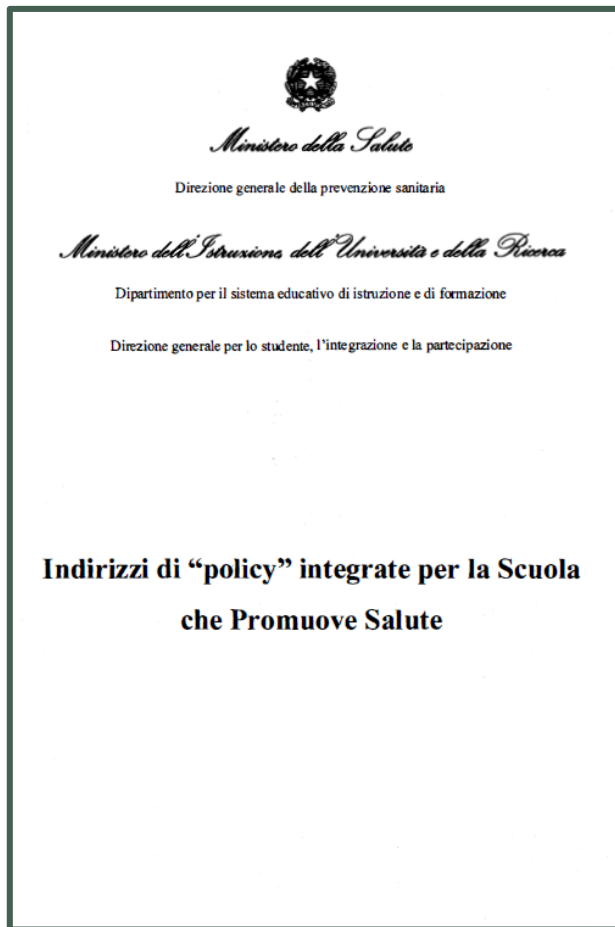 Ministero della Salute
Direzione generale della prevenzione sanitaria
Ministero dell'Istruzione, dell'Università e della Ricerca
Dipartimento per il sistema educativo di istruzione e di formazione
Direzione generale per lo studente, l'integrazione e la partecipazione
Indirizzi di “policy” integrate per la Scuola
che Promuove Salute